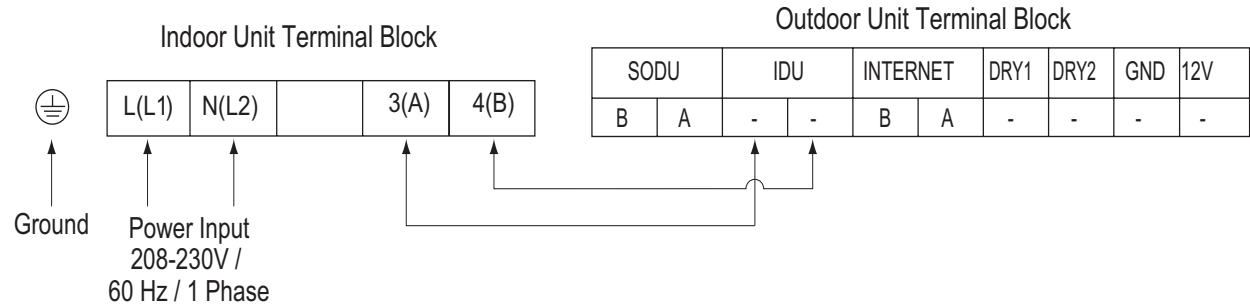 Outdoor Unit Terminal Block
Indoor Unit Terminal Block
SODU IDU INTERNET DRY1 DRY2 GND 12V
B A - - B A - - - -
L(L1) N(L2) 3(A) 4(B)
Ground
Power Input
208-230V /
60 Hz / 1 Phase